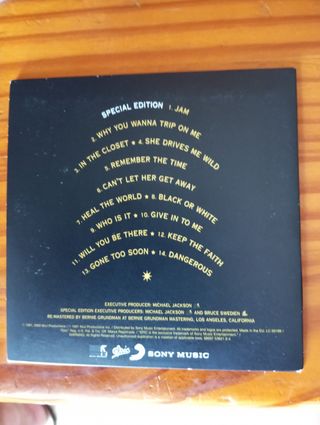 SPECIAL EDITION 1. JAM
2. WHY YOU WANNA TRIP ON ME
3. IN THE CLOSET * 4. SHE DRIVES ME WILD
5. REMEMBER THE TIME
6. CAN'T LET HER GET AWAY
7. HEAL THE WORLD * 8. BLACK OR WHITE
9. WHO IS IT * 10. GIVE IN TO ME
11. WILL YOU BE THERE * 12. KEEP THE FAITH
13. GONE TOO SOON * 14. DANGEROUS
EXECUTIVE PRODUCER: MICHAEL JACKSON
SPECIAL EDITION EXECUTIVE PRODUCERS: MICHAEL JACKSON AND BRUCE SWEDIEN
RE-MASTERED BY BERNIE GRUNDMAN AT BERNIE GRUNDMAN MASTERING, LOS ANGELES, CALIFORNIA
Epic SONY MUSIC